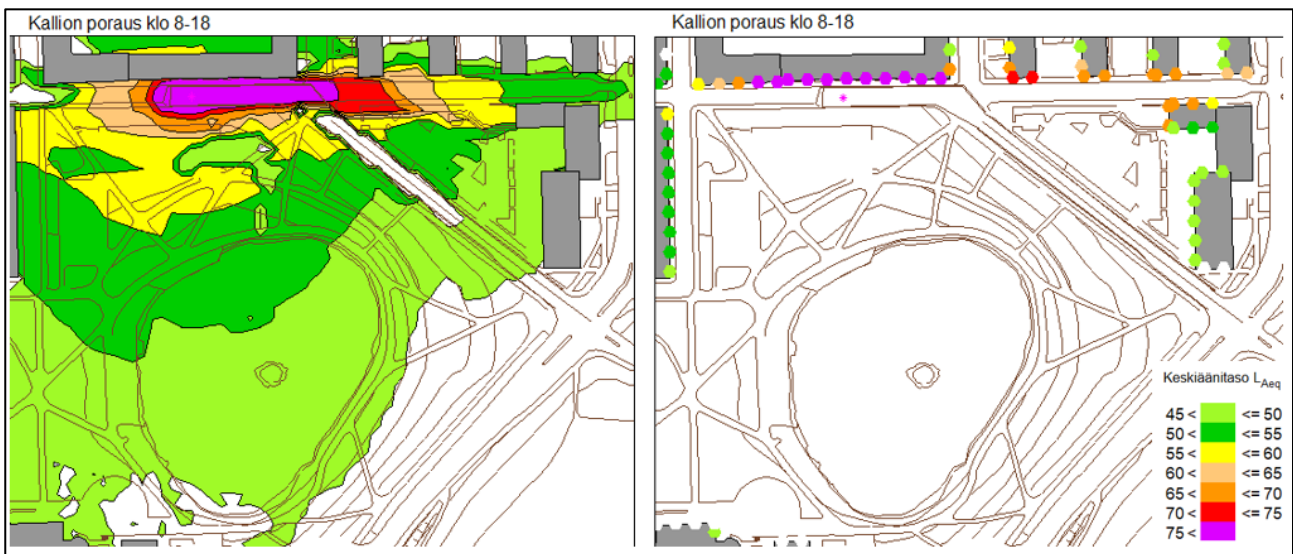 Kallion poraus klo 8-18
Kallion poraus klo 8-18
Keskiäänitaso L Aeq
45 < <= 50
50 < <= 55
55 < <= 60
60 < <= 65
65 < <= 70
70 < <= 75
75 <